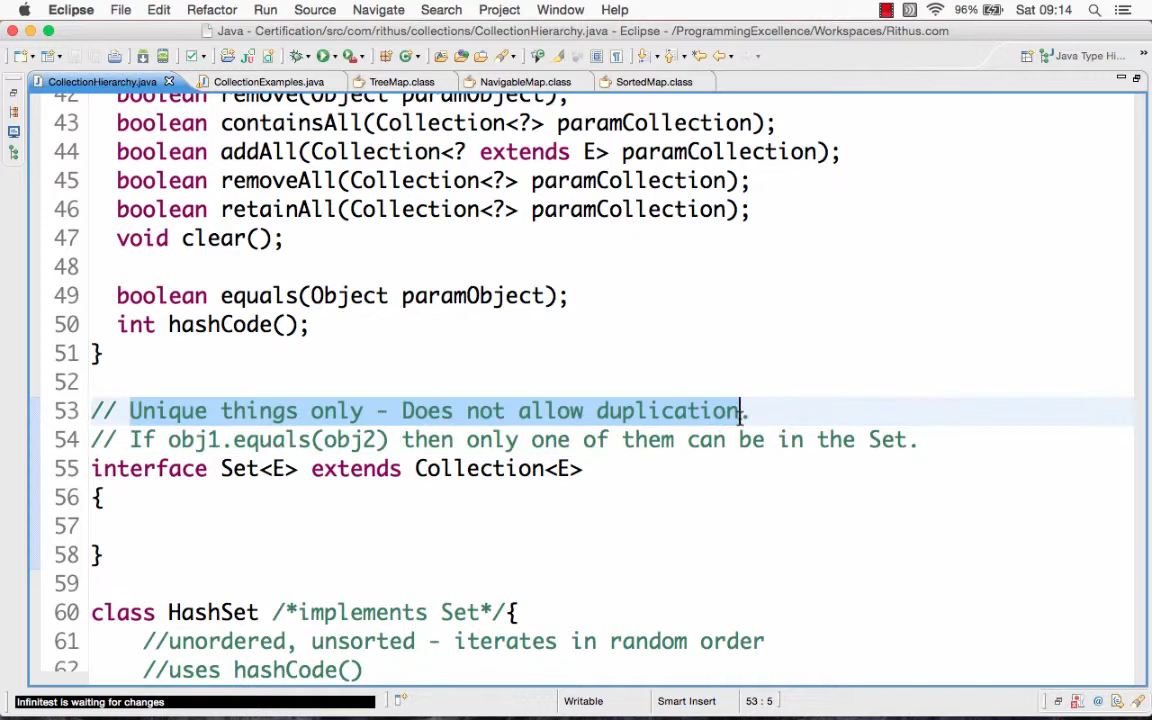 Eclipse File Edit Refactor Run Source Navigate Search Project Window Help 96% Sat 09:14
Java - Certification/src/com/rithus/collections/CollectionHierarchy.java - Eclipse - /ProgrammingExcellence/Workspaces/Rithus.com
Java Type Hi...
CollectionHierarchy.java CollectionExamples.java TreeMap.class NavigableMap.class SortedMap.class
42 boolean remove(Object paramObject);
43 boolean containsAll(Collection<?> paramCollection);
44 boolean addAll(Collection<? extends E> paramCollection);
45 boolean removeAll(Collection<?> paramCollection);
46 boolean retainAll(Collection<?> paramCollection);
47 void clear();
48
49 boolean equals(Object paramObject);
50 int hashCode();
51 }
52
53 // Unique things only - Does not allow duplication.
54 // If obj1.equals(obj2) then only one of them can be in the Set.
55 interface Set<E> extends Collection<E>
56 {
57
58 }
59
60 class HashSet /*implements Set*/{
61 //unordered, unsorted - iterates in random order
62 //uses hashCode()
Infinitest is waiting for changes Writable Smart Insert 53 : 5